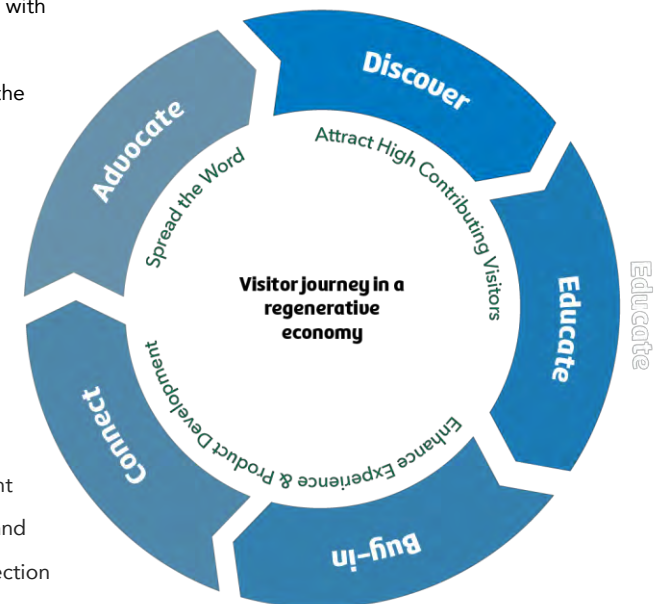 with
the
Discover
Attract High Contributing Visitors
Educate
Educate
Enhance Experience & Product Development
Buy-in
Connect
Advocate
Spread the Word
Visitor journey in a
regenerative
economy
nt
and
ection